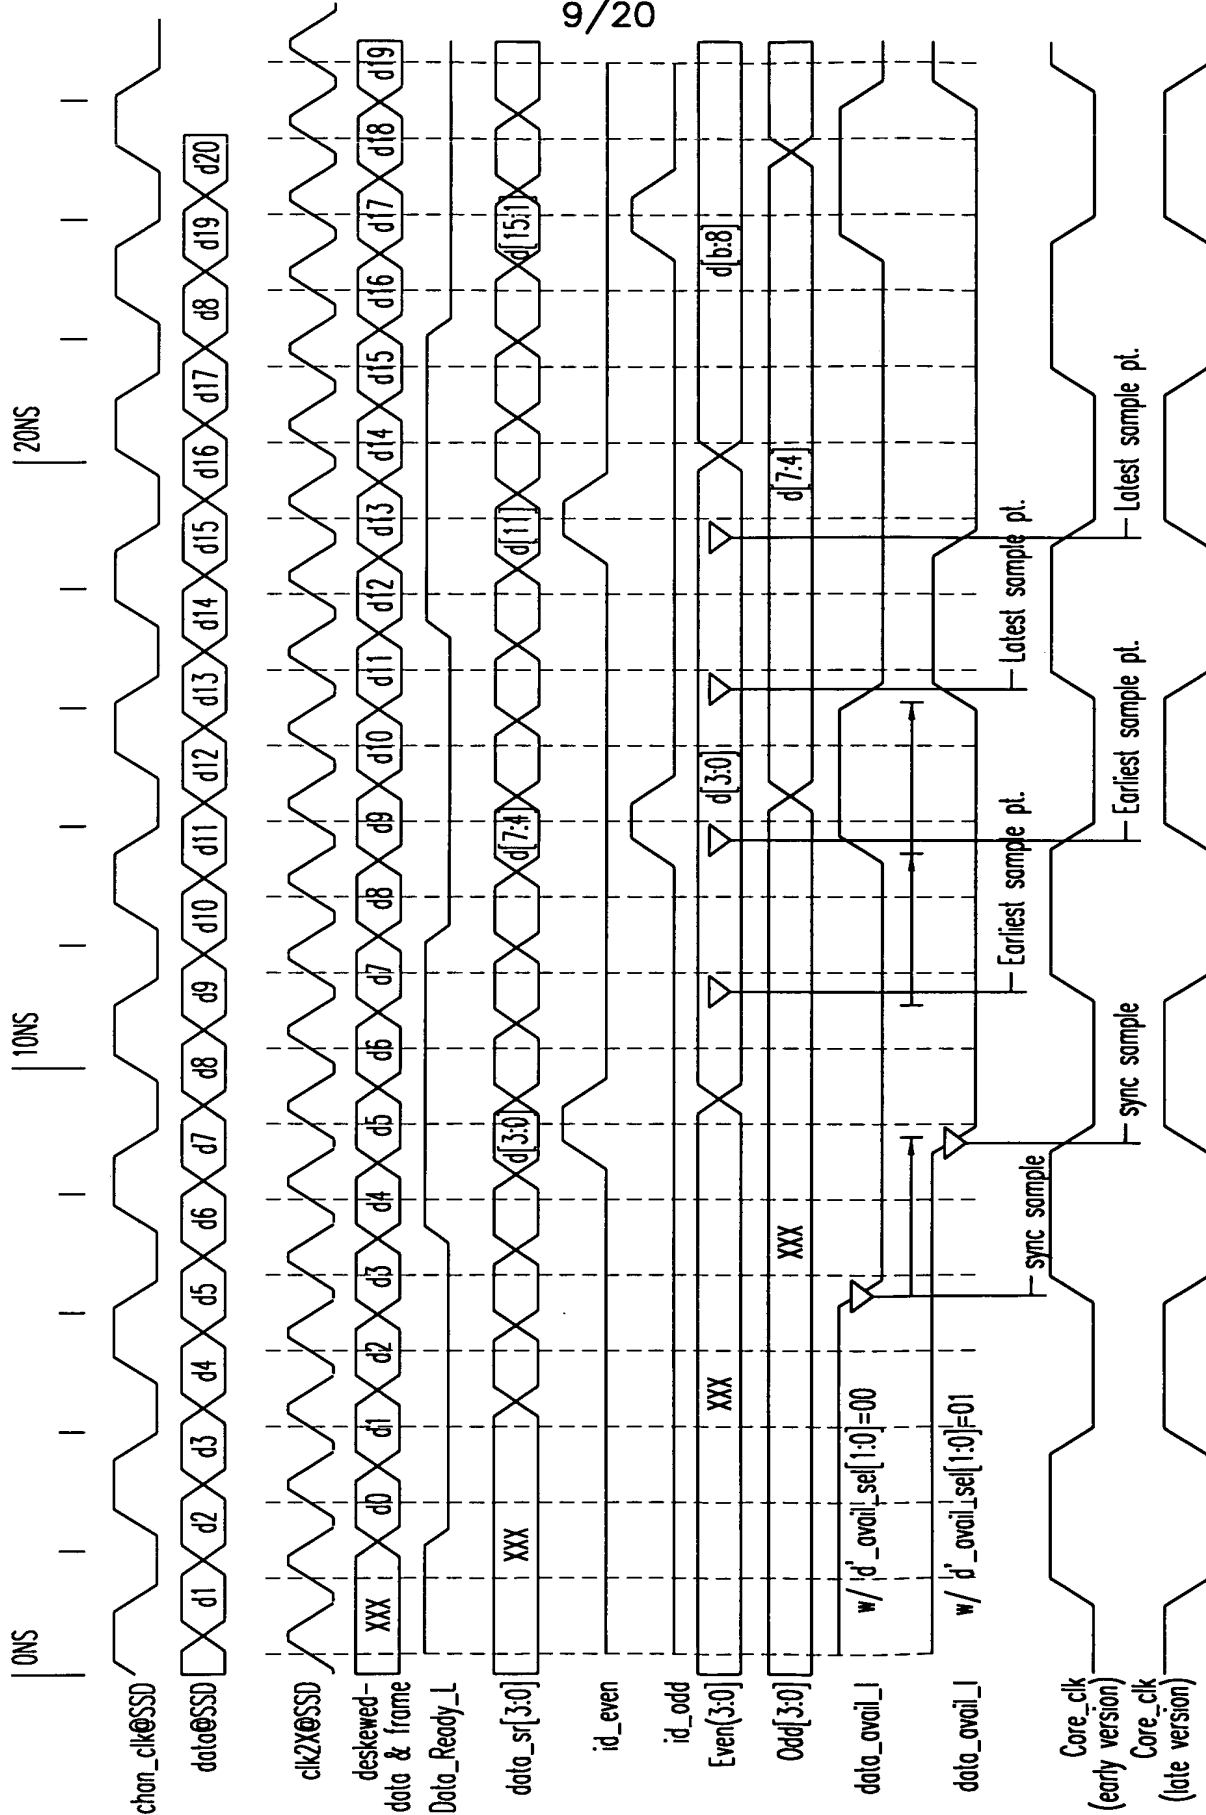 9/20
0NS 10NS 20NS
chan_clk@SSD
data@SSD d1 d2 d3 d4 d5 d6 d7 d8 d9 d10 d11 d12 d13 d14 d15 d16 d17 d8 d19 d20
clk2X@SSD
deskewed-
data & frame XXX d0 d1 d2 d3 d4 d5 d6 d7 d8 d9 d10 d11 d12 d13 d14 d15 d16 d17 d18 d19
Data_Ready_L
data_sr[3:0] XXX d[3:0] d[7:4] d[11] d[15:1]
id_even
id_odd
Even(3:0] XXX d[3:0] d[b:8]
Odd[3:0] XXX d[7:4]
data_avail_l w/ d'_avail_sel[1:0]=00
data_avail_l w/ d'_avail_sel[1:0]=01
sync sample Earliest sample pt. Latest sample pt.
Core_clk
(early version)
sync sample Earliest sample pt. Latest sample pt.
Core_clk
(late version)